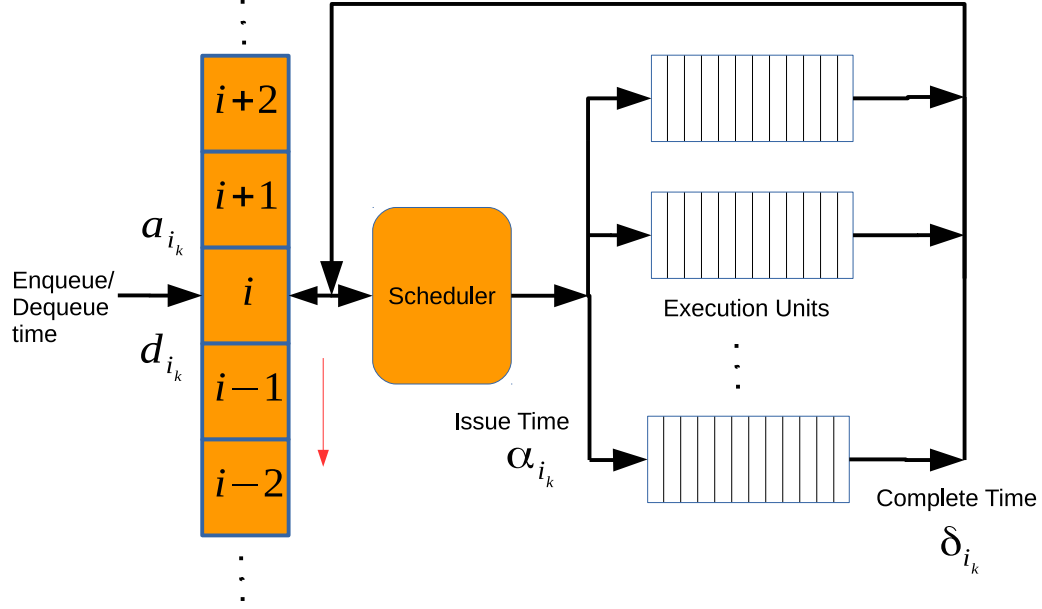 i+2
i+1
a_{i_k}
i
Enqueue/
Dequeue
time
Scheduler
Execution Units
d_{i_k}
i−1
Issue Time
α_{i_k}
i−2
Complete Time
δ_{i_k}